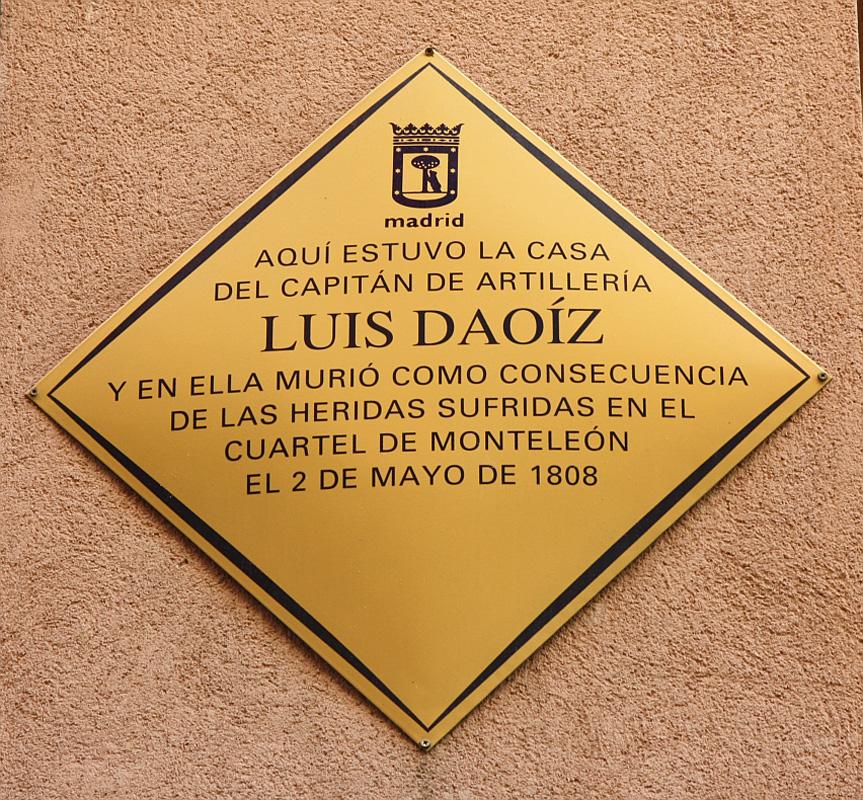 madrid
AQUÍ ESTUVO LA CASA
DEL CAPITÁN DE ARTILLERÍA
LUIS DAOÍZ
Y EN ELLA MURIÓ COMO CONSECUENCIA
DE LAS HERIDAS SUFRIDAS EN EL
CUARTEL DE MONTELEÓN
EL 2 DE MAYO DE 1808